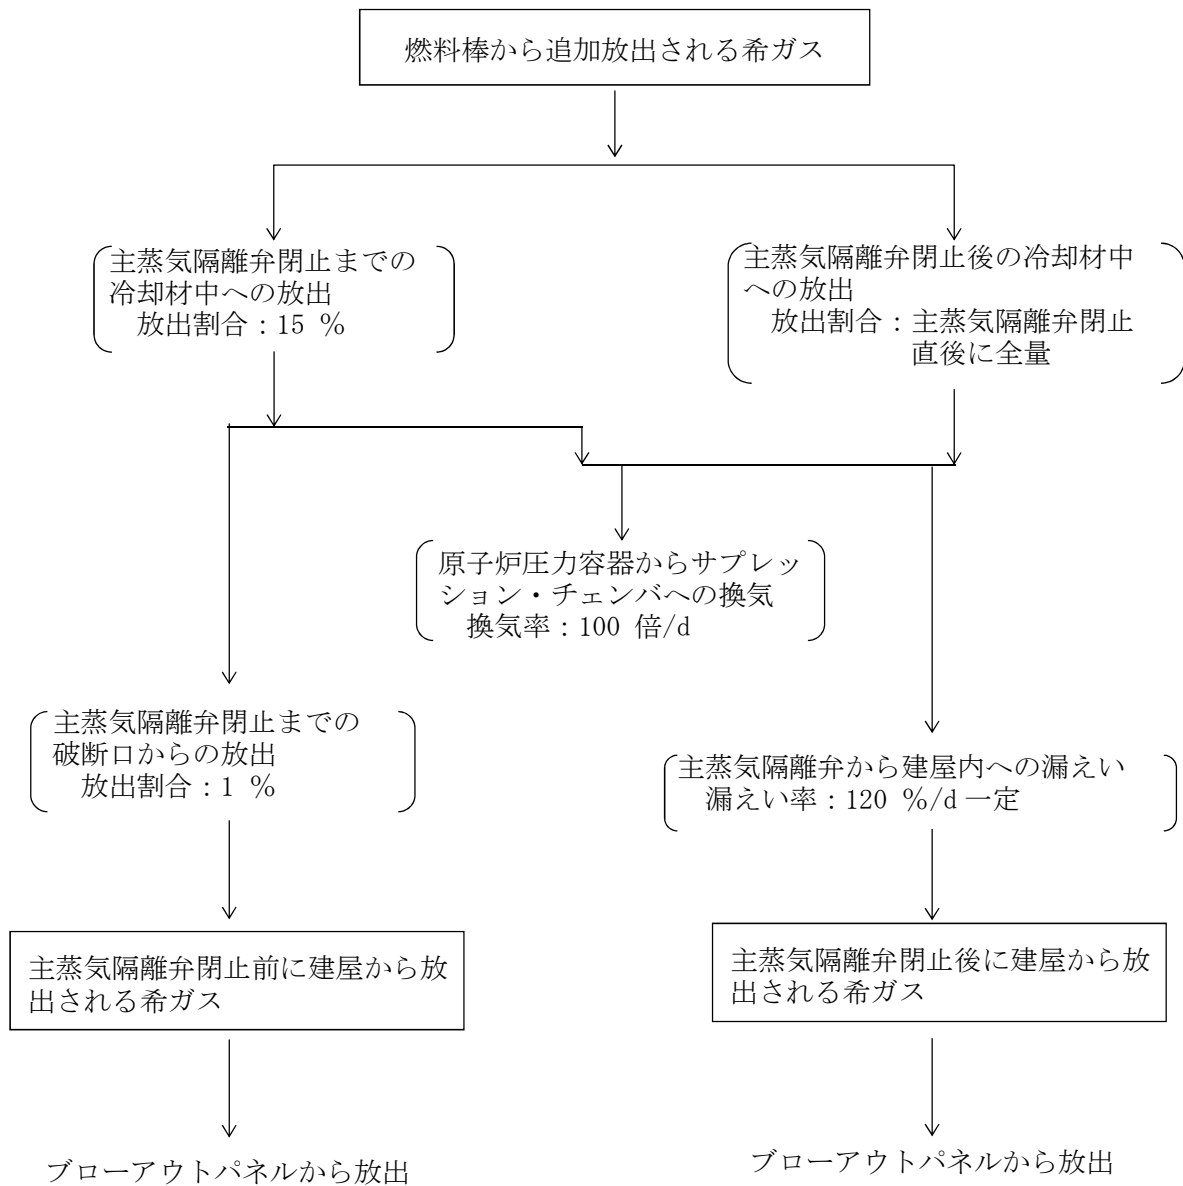 燃料棒から追加放出される希ガス
主蒸気隔離弁閉止までの
冷却材中への放出
放出割合：15 %
主蒸気隔離弁閉止後の冷却材中
への放出
放出割合：主蒸気隔離弁閉止
直後に全量
原子炉圧力容器からサプレッ
ション・チェンバへの換気
換気率：100 倍/d
主蒸気隔離弁閉止までの
破断口からの放出
放出割合：1 %
主蒸気隔離弁から建屋内への漏えい
漏えい率：120 %/d 一定
主蒸気隔離弁閉止前に建屋から放
出される希ガス
主蒸気隔離弁閉止後に建屋から放
出される希ガス
ブローアウトパネルから放出
ブローアウトパネルから放出